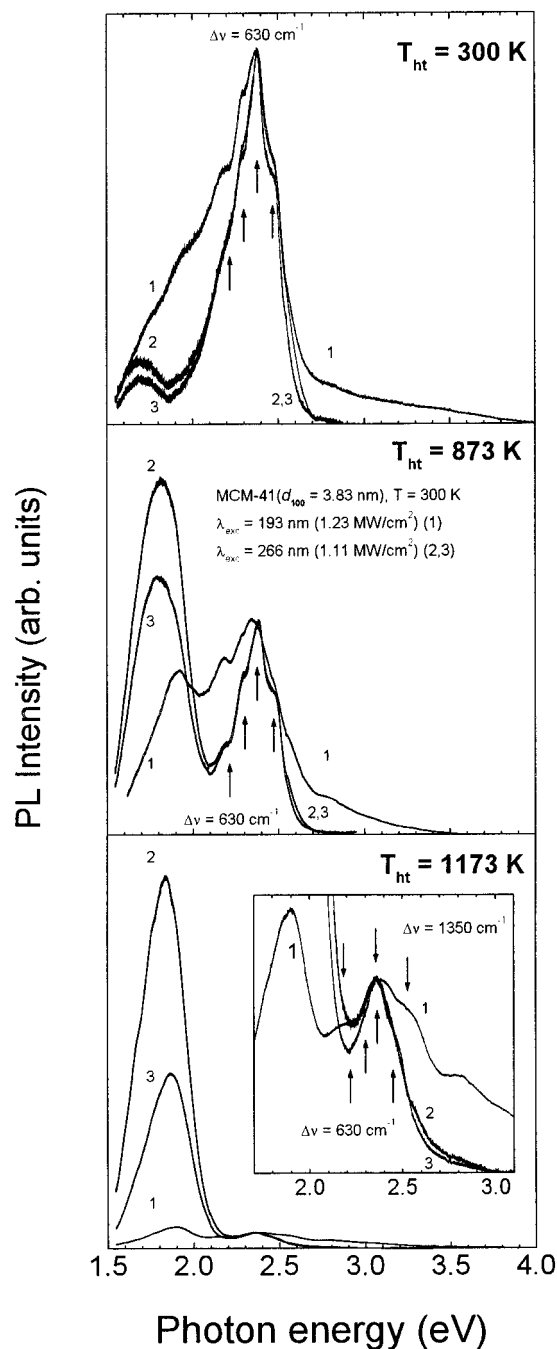 Δν = 630 cm⁻¹
T_ht = 300 K
1
2
3
1
2,3
T_ht = 873 K
2
MCM-41(d₁₀₀ = 3.83 nm), T = 300 K
λ_exc = 193 nm (1.23 MW/cm²) (1)
λ_exc = 266 nm (1.11 MW/cm²) (2,3)
3
1
1
2,3
Δν = 630 cm⁻¹
T_ht = 1173 K
2
3
1
Δν = 1350 cm⁻¹
1
1
Δν = 630 cm⁻¹
2
3
2.0 2.5 3.0
1.5 2.0 2.5 3.0 3.5 4.0
PL Intensity (arb. units)
Photon energy (eV)